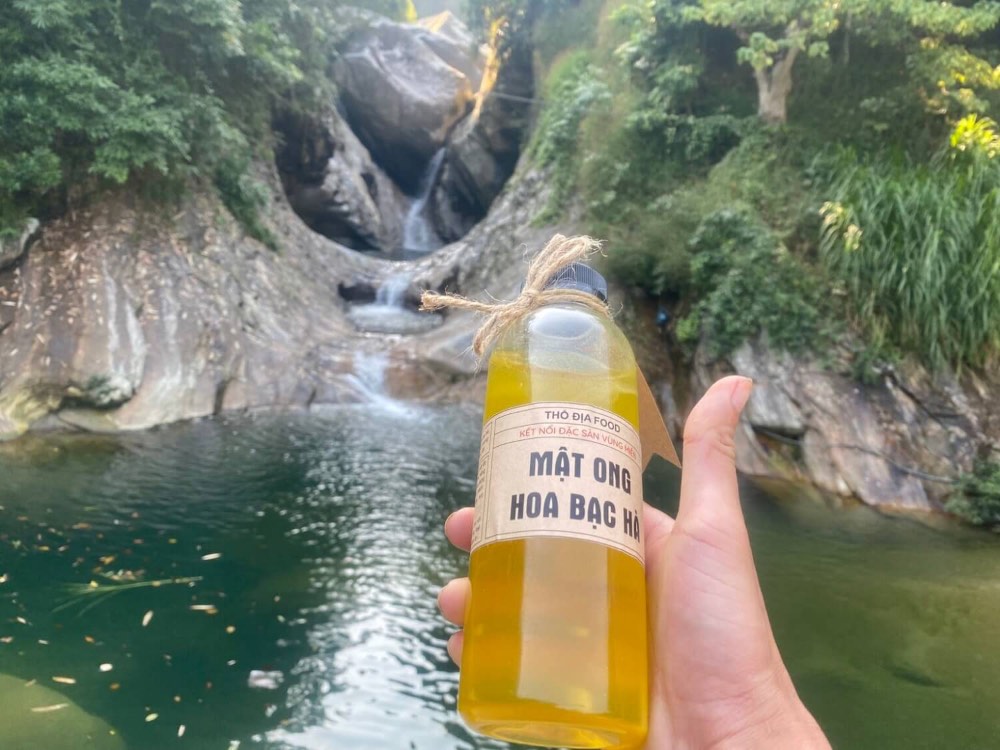 THỔ ĐỊA FOOD
KẾT NỐI ĐẶC SẢN VÙNG MIỀN
MẬT ONG
HOA BẠC HÀ